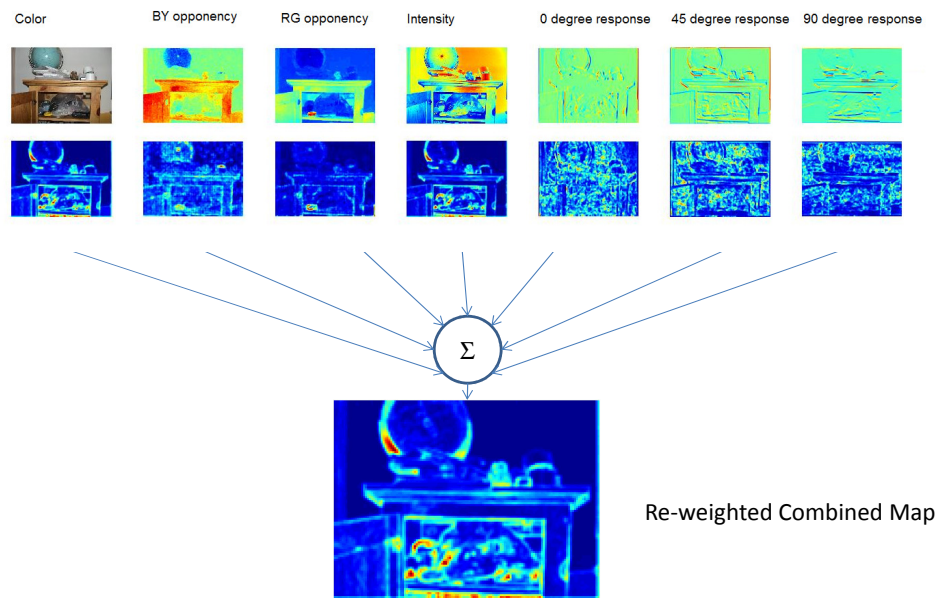 Color
BY opponency
RG opponency
Intensity
0 degree response
45 degree response
90 degree response
Σ
Re-weighted Combined Map